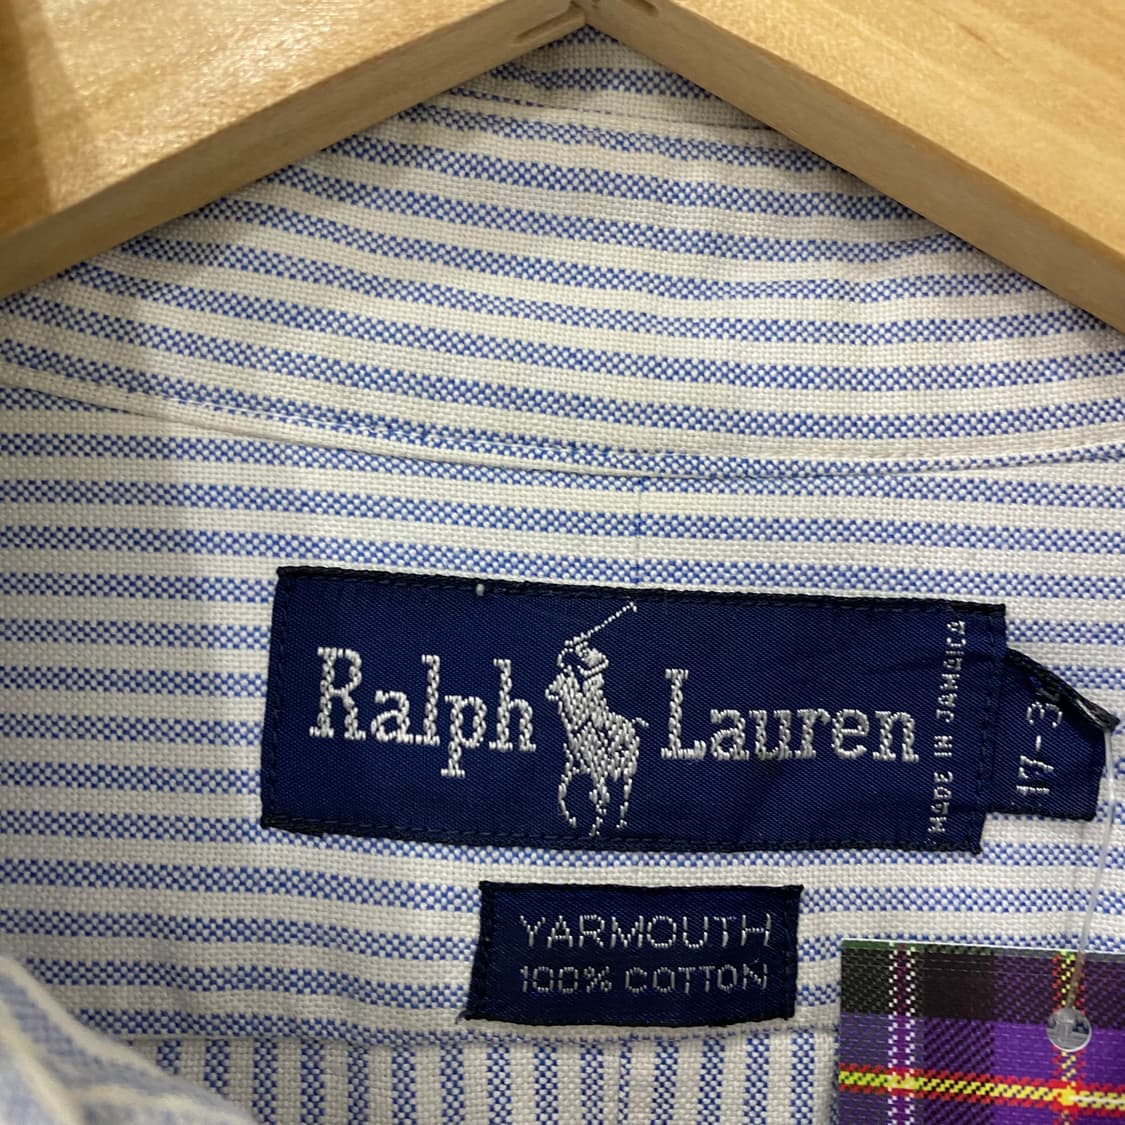 Ralph Lauren
MADE IN JAMAICA
17-3
YARMOUTH
100% COTTON